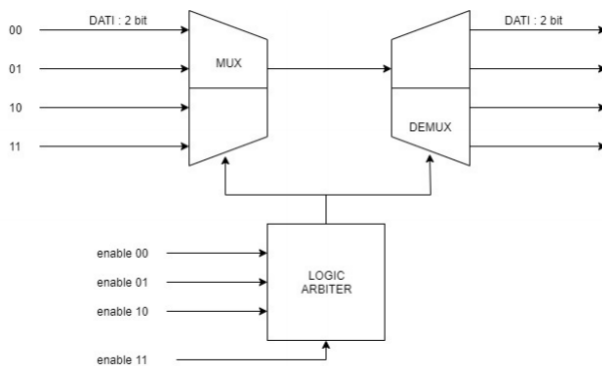 DATI : 2 bit
DATI : 2 bit
00
01
MUX
10
DEMUX
11
enable 00
enable 01
LOGIC
ARBITER
enable 10
enable 11